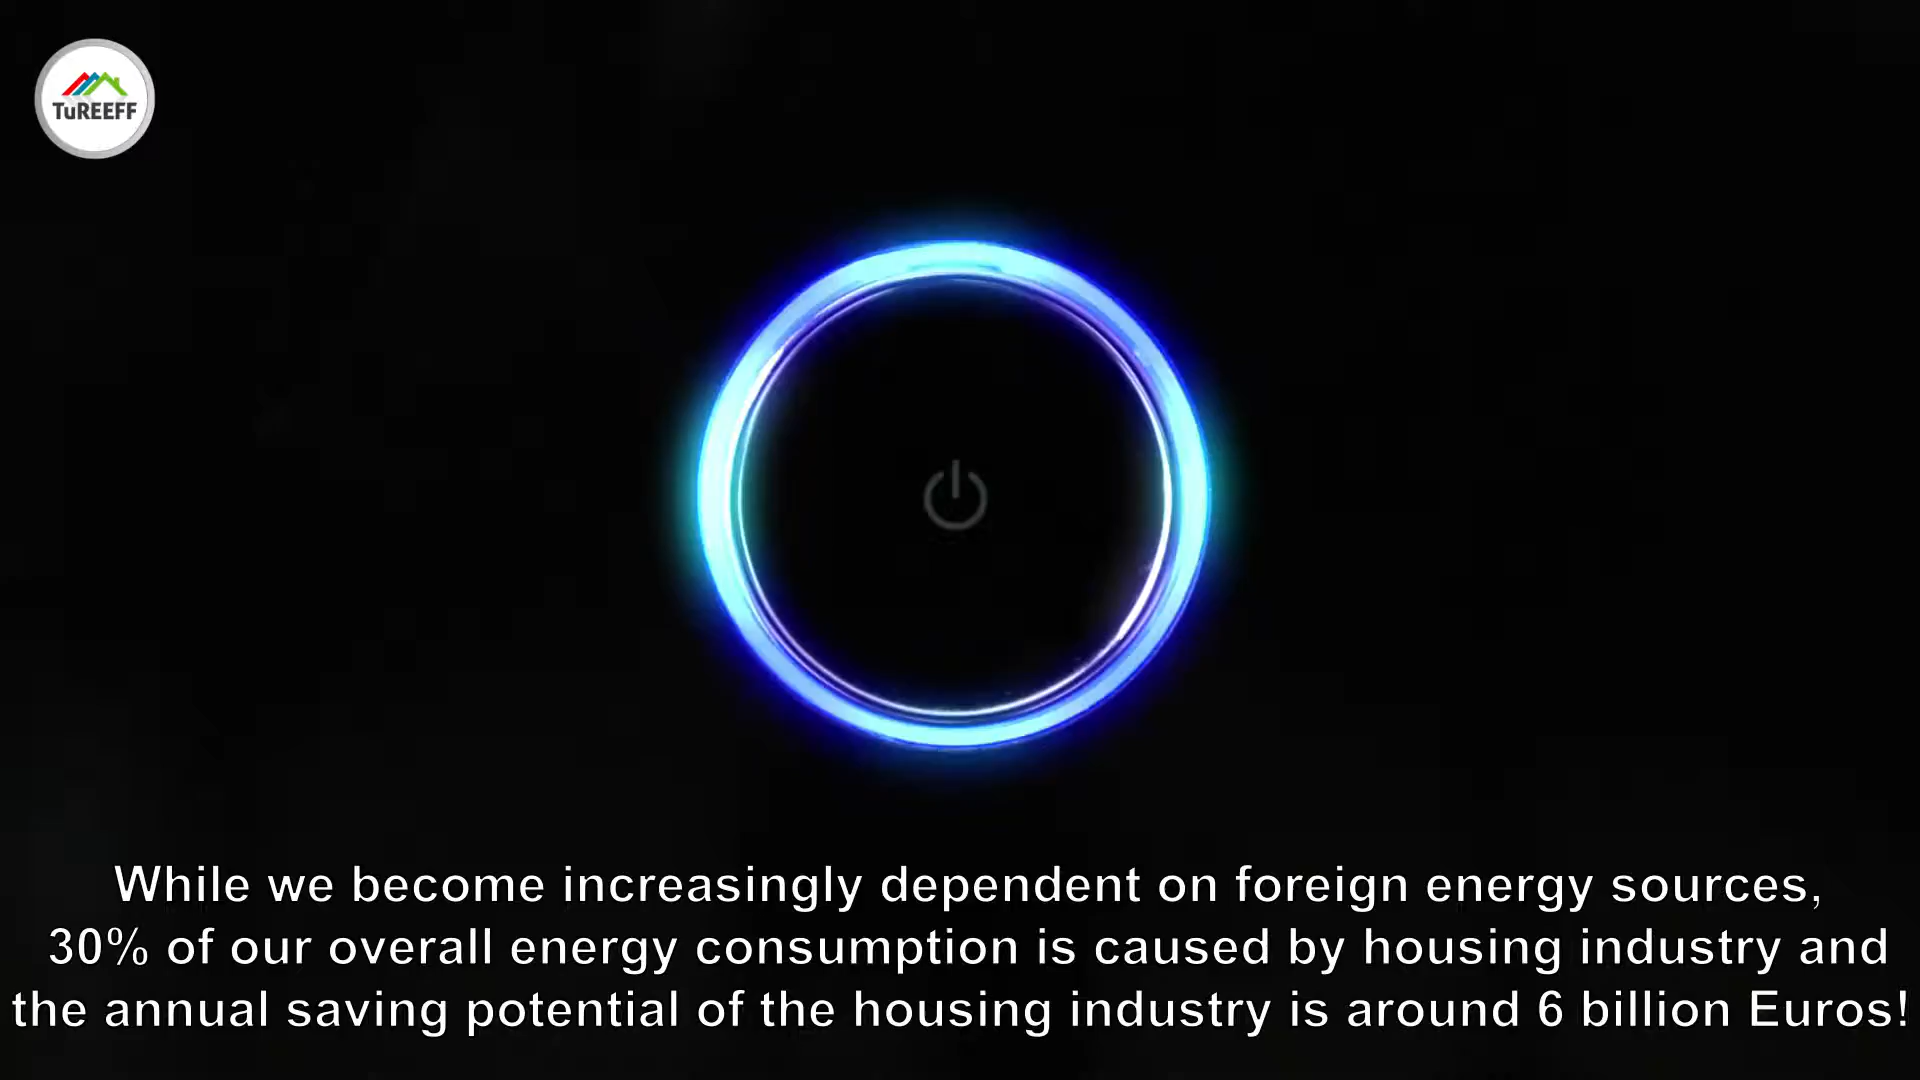 TuREEFF
While we become increasingly dependent on foreign energy sources,
30% of our overall energy consumption is caused by housing industry and
the annual saving potential of the housing industry is around 6 billion Euros!